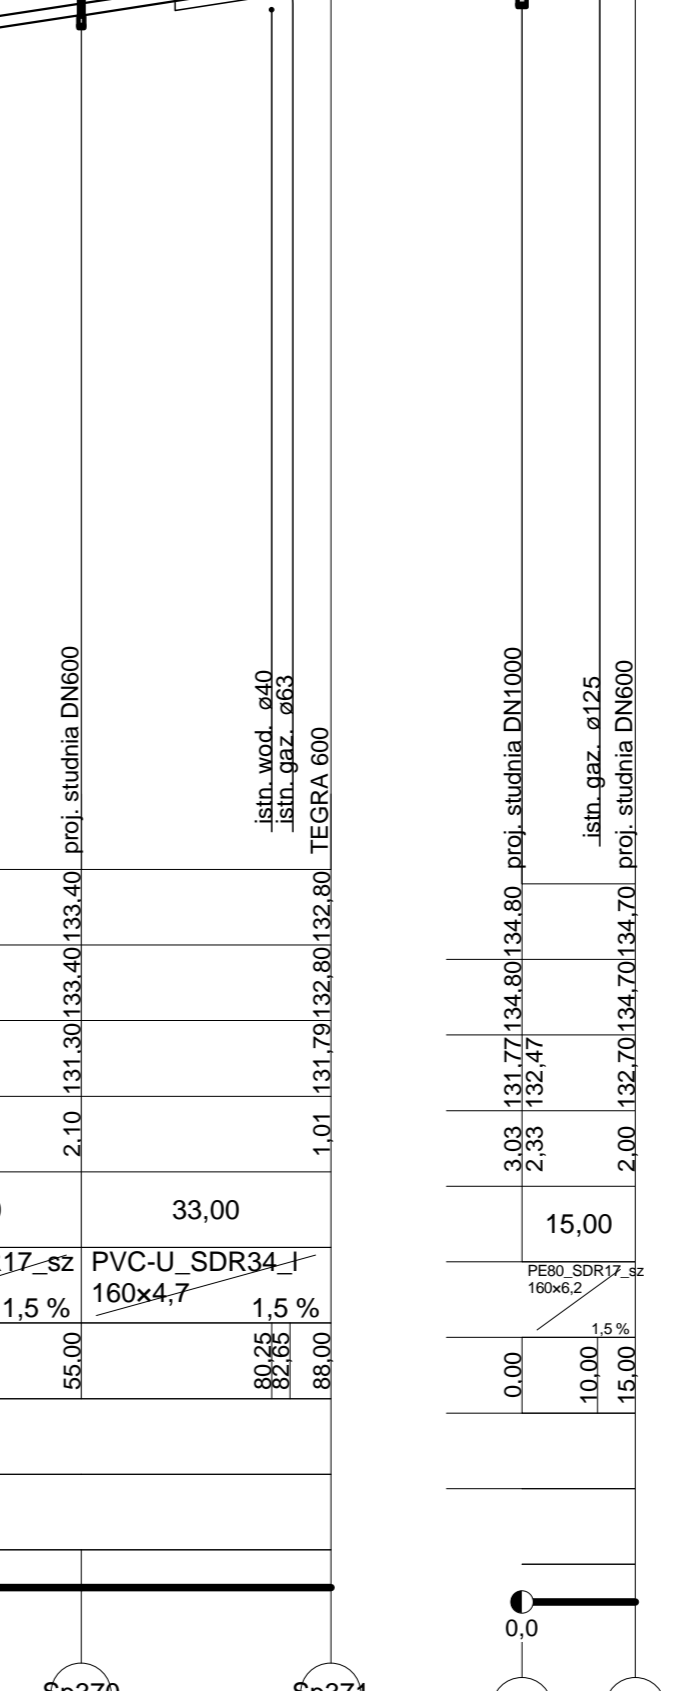 proj. studnia DN600
istn. wod. ø40
istn. gaz. ø63
TEGRA 600
133.40
132,80
133.40
132,80
131.30
131,79
2.10
1,01
33,00
17_sz
PVC-U_SDR34_I
160×4,7
1,5 %
1,5 %
55.00
80,25
82,65
88,00
Sp270
Sp271
proj. studnia DN1000
istn. gaz. ø125
proj. studnia DN600
134.80
134,70
134.80
134,70
131.77
132,47
132,70
3.03
2,33
2,00
15,00
PE80_SDR17_sz
160×6,2
1,5 %
0.00
10,00
15,00
0,0